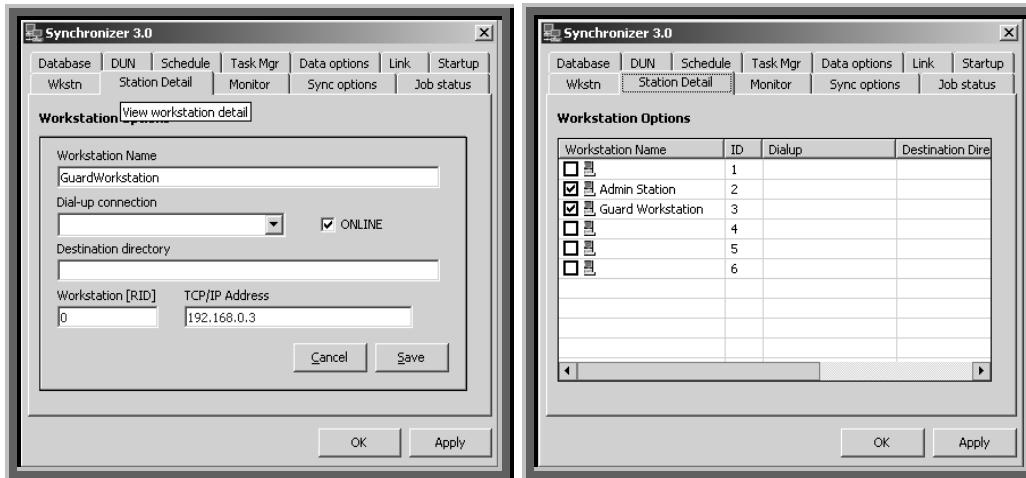 Synchronizer 3.0
Database DUN Schedule Task Mgr Data options Link Startup
Wkstn Station Detail Monitor Sync options Job status
View workstation detail
Workstation Options
Workstation Name
GuardWorkstation
Dial-up connection
ONLINE
Destination directory
Workstation [RID] TCP/IP Address
0 192.168.0.3
Cancel Save
OK Apply
Synchronizer 3.0
Database DUN Schedule Task Mgr Data options Link Startup
Wkstn Station Detail Monitor Sync options Job status
Workstation Options
Workstation Name ID Dialup Destination Dire
1
Admin Station 2
Guard Workstation 3
4
5
6
OK Apply